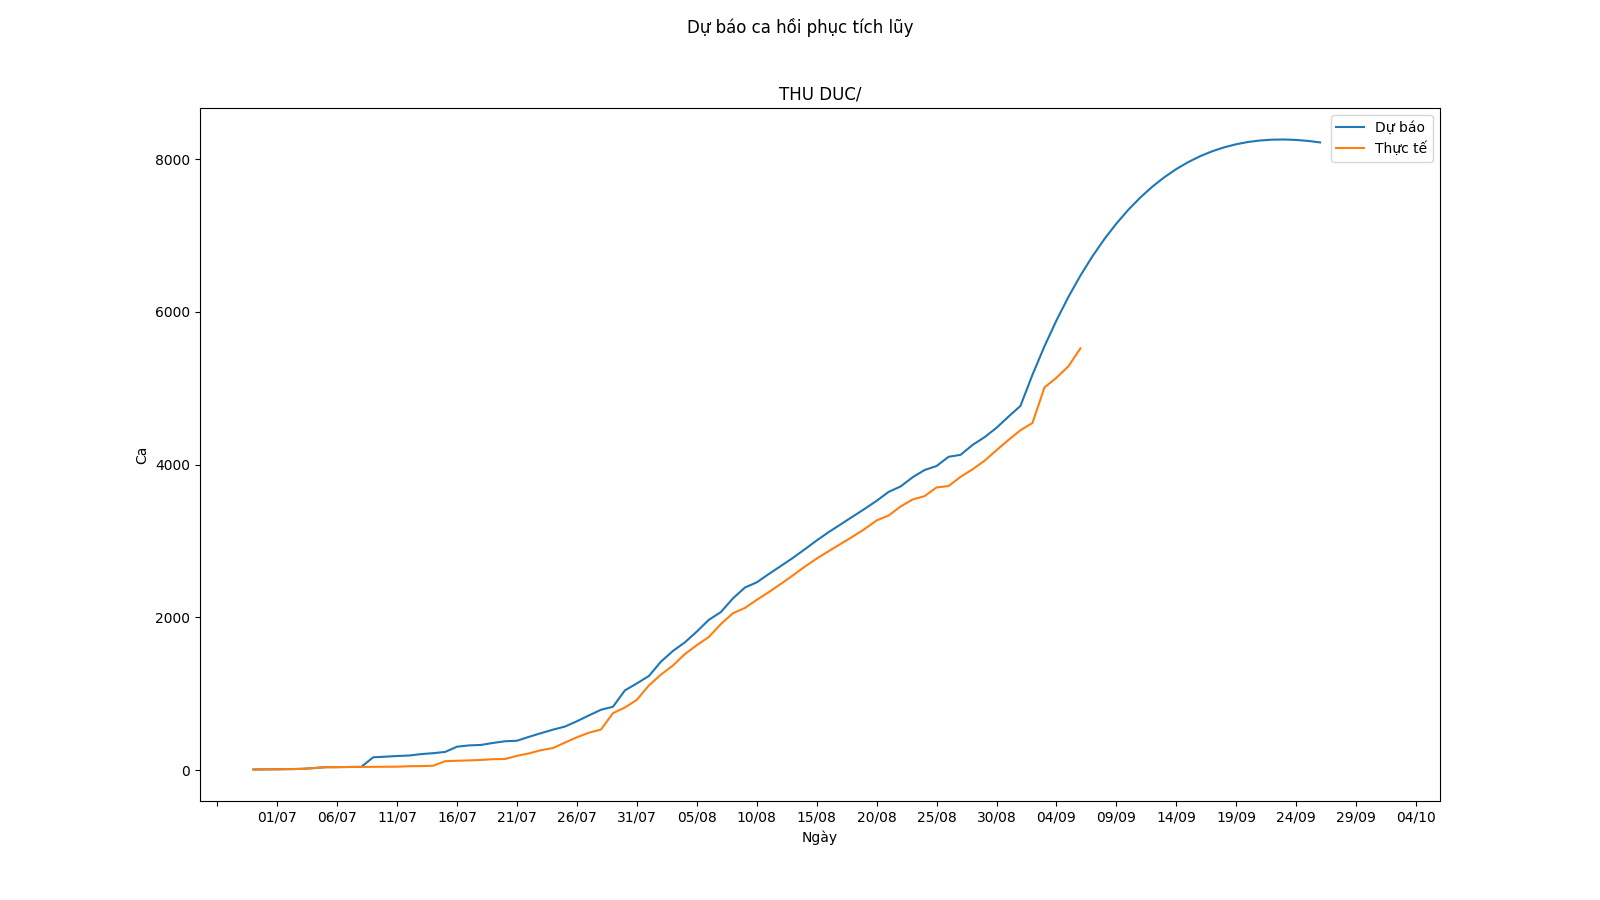 Dự báo ca hồi phục tích lũy
THU DUC/
Dự báo
Thực tế
8000
6000
4000
2000
0
Ca
01/07 06/07 11/07 16/07 21/07 26/07 31/07 05/08 10/08 15/08 20/08 25/08 30/08 04/09 09/09 14/09 19/09 24/09 29/09 04/10
Ngày